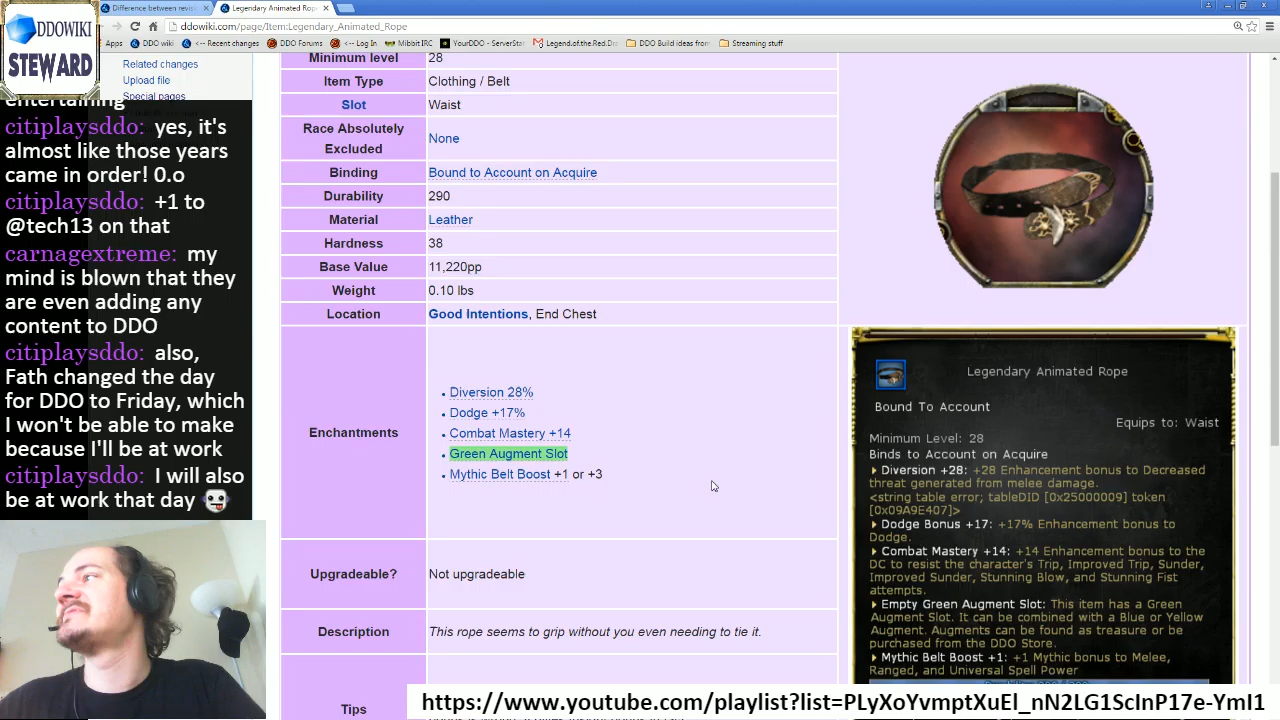 DDOWIKI
STEWARD
Difference between revisi
Legendary Animated Rope
ddowiki.com/page/Item:Legendary_Animated_Rope
Apps
DDO wiki
<- Recent changes
DDO Forums
<- Log In
Mibbit IRC
YourDDO - ServerStat
Legend.of.the.Red.Dra
DDO Build ideas from
Streaming stuff
Related changes
Upload file
Special pages
entertaining
citiplaysddo: yes, it's
almost like those years
came in order! 0.o
citiplaysddo: +1 to
@tech13 on that
carnagextreme: my
mind is blown that they
are even adding any
content to DDO
citiplaysddo: also,
Fath changed the day
for DDO to Friday, which
I won't be able to make
because I'll be at work
citiplaysddo: I will also
be at work that day
Minimum level 28
Item Type Clothing / Belt
Slot Waist
Race Absolutely
Excluded None
Binding Bound to Account on Acquire
Durability 290
Material Leather
Hardness 38
Base Value 11,220pp
Weight 0.10 lbs
Location Good Intentions, End Chest
Enchantments
• Diversion 28%
• Dodge +17%
• Combat Mastery +14
• Green Augment Slot
• Mythic Belt Boost +1 or +3
Upgradeable? Not upgradeable
Description This rope seems to grip without you even needing to tie it.
Tips
Legendary Animated Rope
Bound To Account
Equips to: Waist
Minimum Level: 28
Binds to Account on Acquire
Diversion +28: +28 Enhancement bonus to Decreased
threat generated from melee damage.
<string table error; tableDID [0x25000009] token
[0x09A9E407]>
Dodge Bonus +17: +17% Enhancement bonus to
Dodge.
Combat Mastery +14: +14 Enhancement bonus to the
DC to resist the character's Trip, Improved Trip, Sunder,
Improved Sunder, Stunning Blow, and Stunning Fist
attempts.
Empty Green Augment Slot: This item has a Green
Augment Slot. It can be combined with a Blue or Yellow
Augment. Augments can be found as treasure or be
purchased from the DDO Store.
Mythic Belt Boost +1: +1 Mythic bonus to Melee,
Ranged, and Universal Spell Power
https://www.youtube.com/playlist?list=PLyXoYvmptXuEl_nN2LG1ScInP17e-YmI1